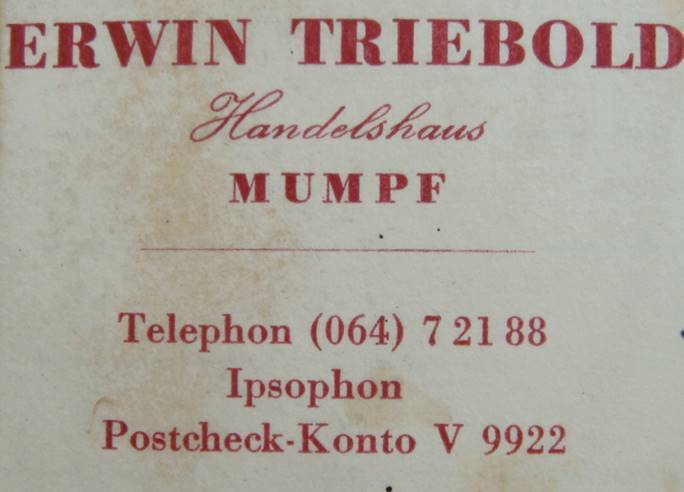 ERWIN TRIEBOLD
Handelshaus
MUMPF
Telephon (064) 7 21 88
Ipsophon
Postcheck-Konto V 9922